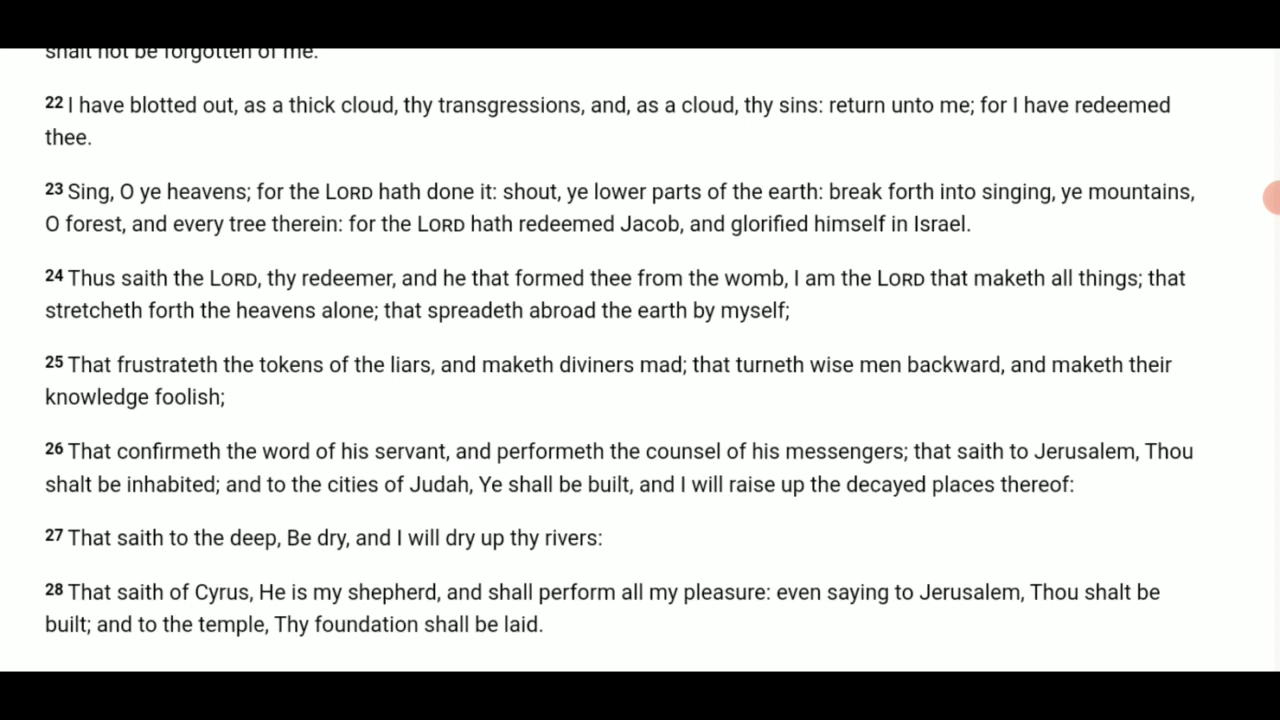 shalt not be forgotten of me.
22 I have blotted out, as a thick cloud, thy transgressions, and, as a cloud, thy sins: return unto me; for I have redeemed
thee.
23 Sing, O ye heavens; for the LORD hath done it: shout, ye lower parts of the earth: break forth into singing, ye mountains,
O forest, and every tree therein: for the LORD hath redeemed Jacob, and glorified himself in Israel.
24 Thus saith the LORD, thy redeemer, and he that formed thee from the womb, I am the LORD that maketh all things; that
stretcheth forth the heavens alone; that spreadeth abroad the earth by myself;
25 That frustrateth the tokens of the liars, and maketh diviners mad; that turneth wise men backward, and maketh their
knowledge foolish;
26 That confirmeth the word of his servant, and performeth the counsel of his messengers; that saith to Jerusalem, Thou
shalt be inhabited; and to the cities of Judah, Ye shall be built, and I will raise up the decayed places thereof:
27 That saith to the deep, Be dry, and I will dry up thy rivers:
28 That saith of Cyrus, He is my shepherd, and shall perform all my pleasure: even saying to Jerusalem, Thou shalt be
built; and to the temple, Thy foundation shall be laid.